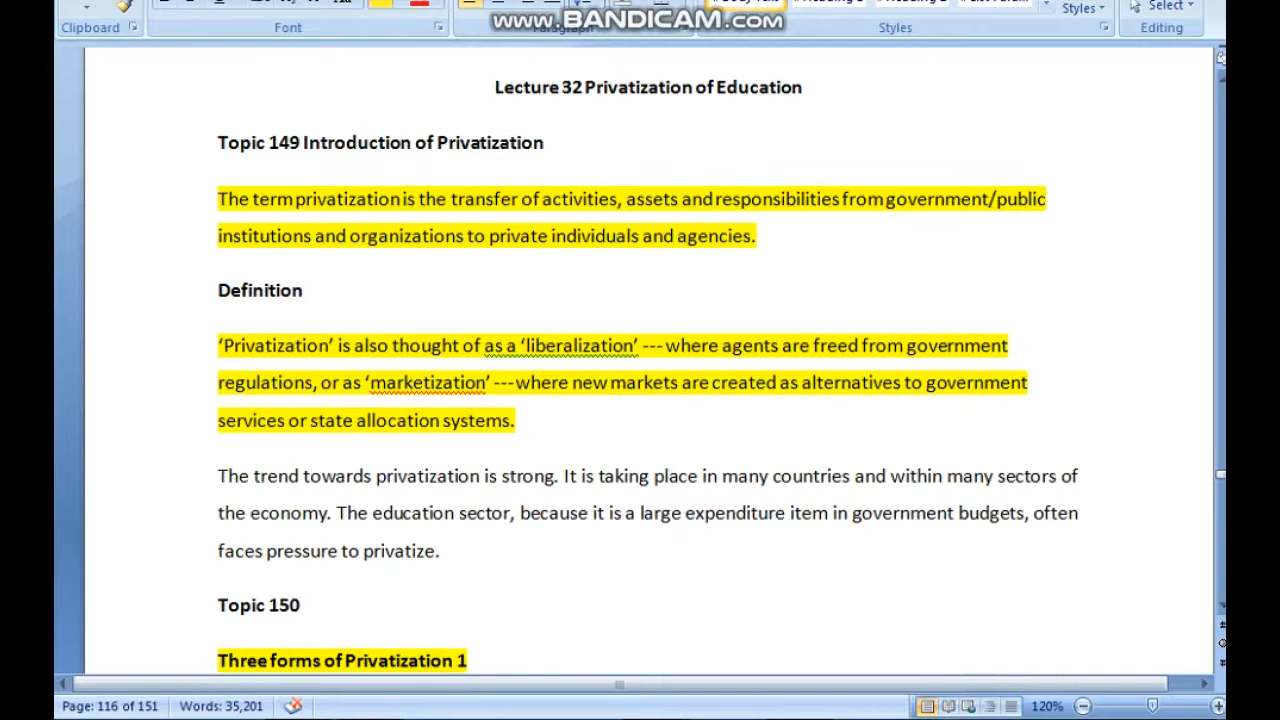 Styles
Select
www.BANDICAM.com
Clipboard
Font
Paragraph
Styles
Editing
Lecture 32 Privatization of Education
Topic 149 Introduction of Privatization
The term privatization is the transfer of activities, assets and responsibilities from government/public
institutions and organizations to private individuals and agencies.
Definition
‘Privatization’ is also thought of as a ‘liberalization’ --- where agents are freed from government
regulations, or as ‘marketization’ --- where new markets are created as alternatives to government
services or state allocation systems.
The trend towards privatization is strong. It is taking place in many countries and within many sectors of
the economy. The education sector, because it is a large expenditure item in government budgets, often
faces pressure to privatize.
Topic 150
Three forms of Privatization 1
Page: 116 of 151 Words: 35,201 120%